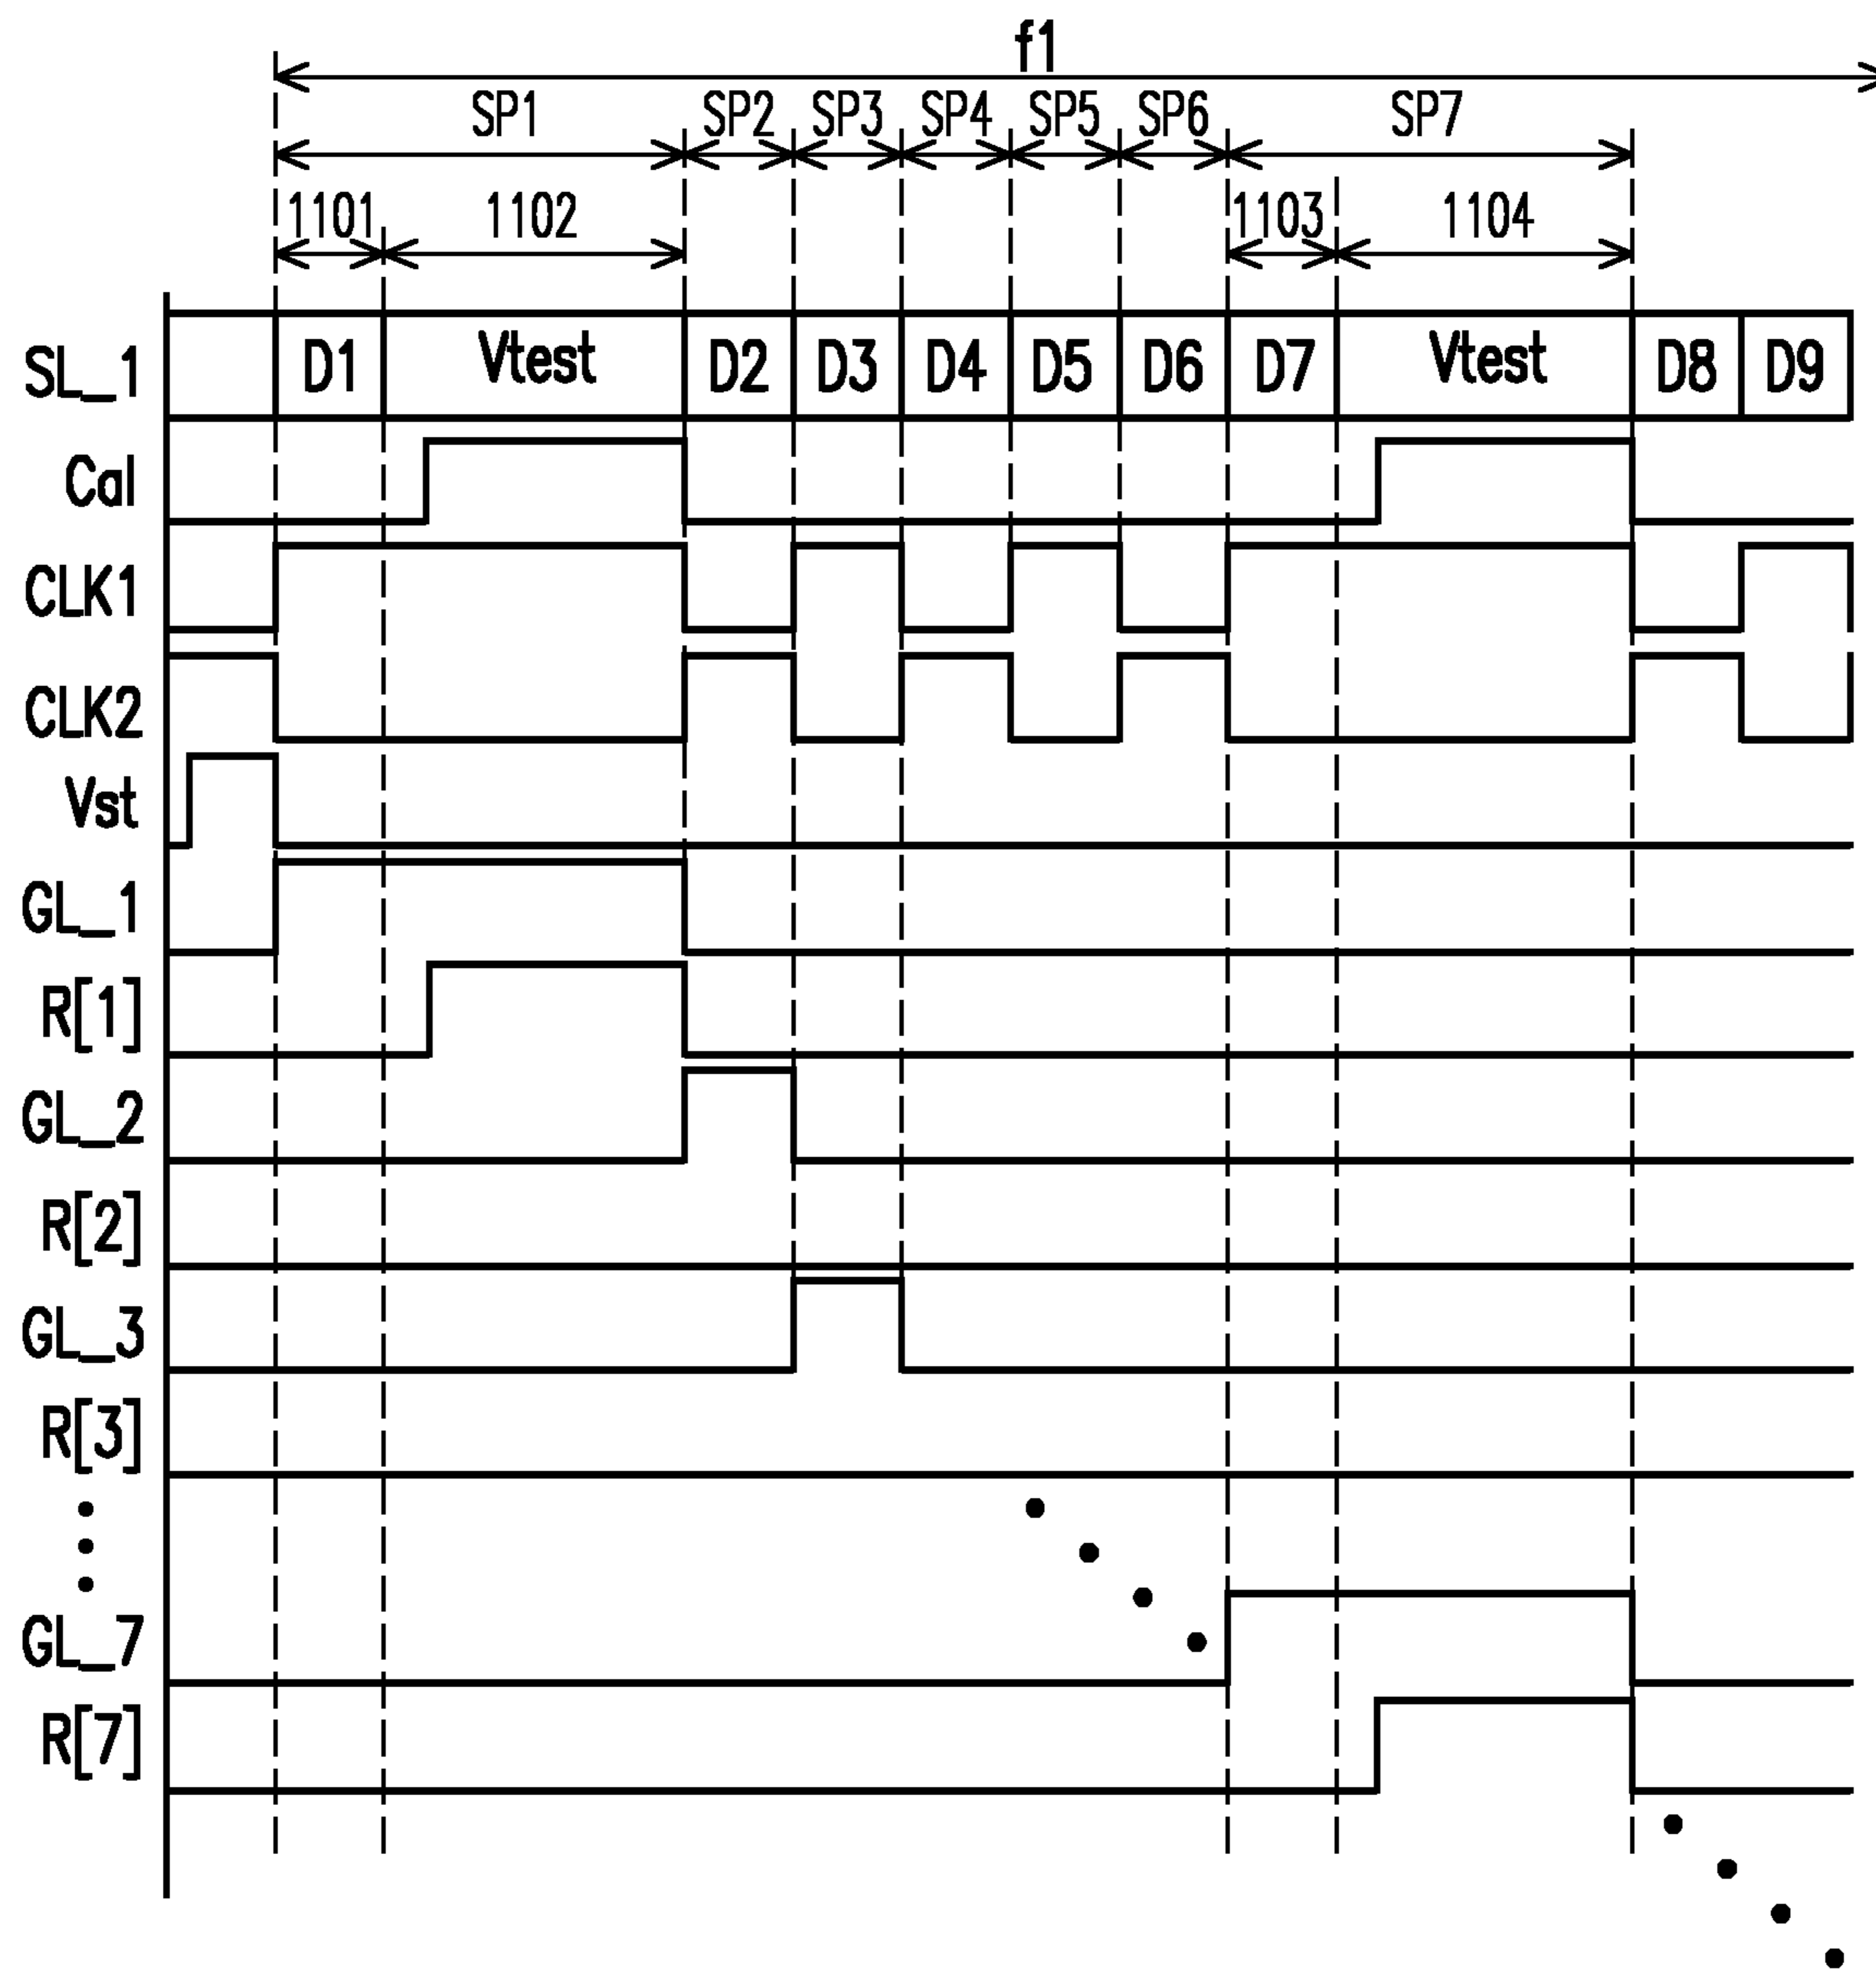 f1
SP1 SP2 SP3 SP4 SP5 SP6 SP7
1101 1102 1103 1104
SL_1 D1 Vtest D2 D3 D4 D5 D6 D7 Vtest D8 D9
Cal
CLK1
CLK2
Vst
GL_1
R[1]
GL_2
R[2]
GL_3
R[3]
GL_7
R[7]